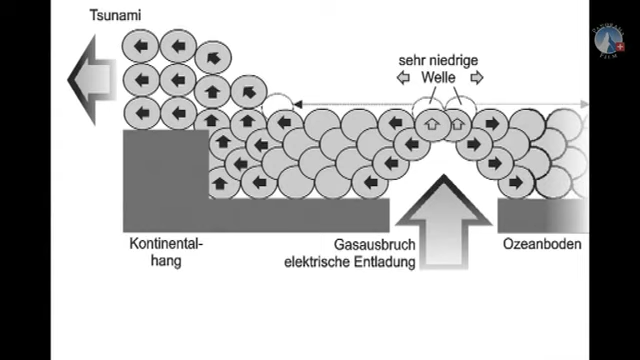 Tsunami
sehr niedrige
Welle
Kontinental-
hang
Gasausbruch
elektrische Entladung
Ozeanboden